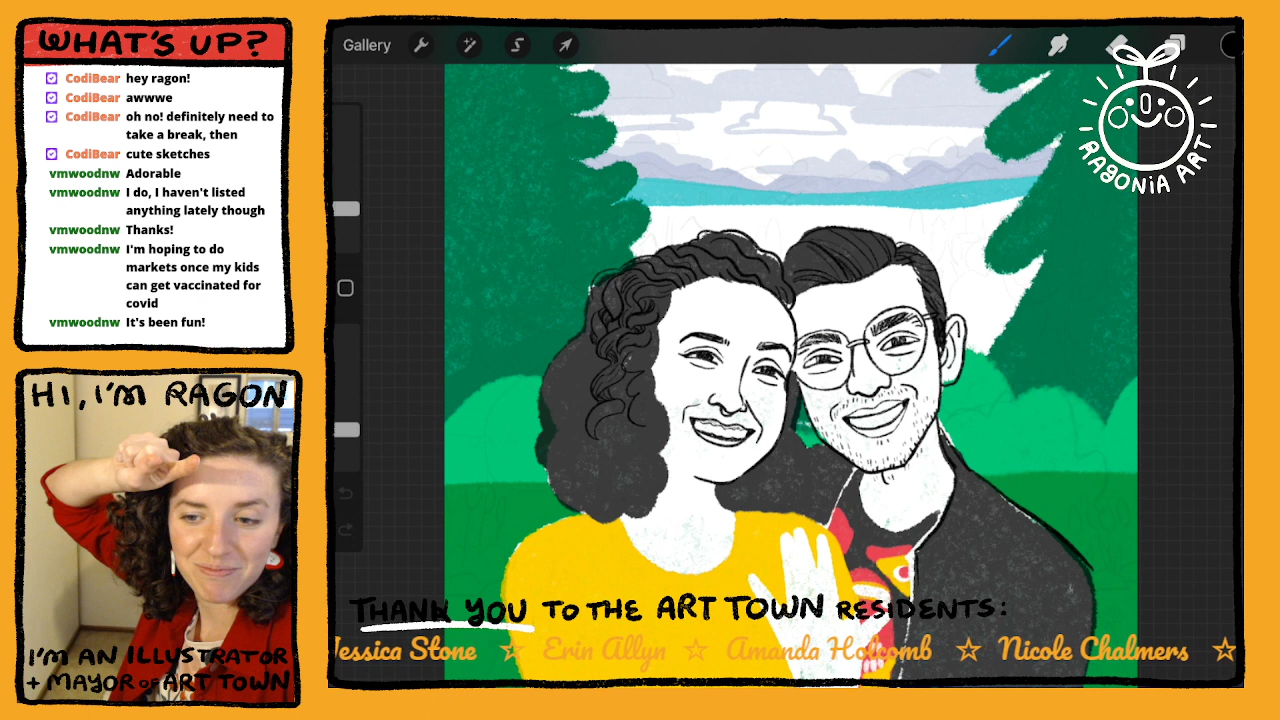 WHAT'S UP?
CodiBear hey ragon!
CodiBear awwwe
CodiBear oh no! definitely need to
take a break, then
CodiBear cute sketches
vmwoodnw Adorable
vmwoodnw I do, I haven't listed
anything lately though
vmwoodnw Thanks!
vmwoodnw I'm hoping to do
markets once my kids
can get vaccinated for
covid
vmwoodnw It's been fun!
HI, I'M RAGON
I'M AN ILLUSTRATOR
+ MAYOR OF ART TOWN
Gallery
RAGONIA ART
THANK YOU TO THE ART TOWN RESIDENTS:
Jessica Stone ☆ Erin Allyn ☆ Amanda Holcomb ☆ Nicole Chalmers ☆